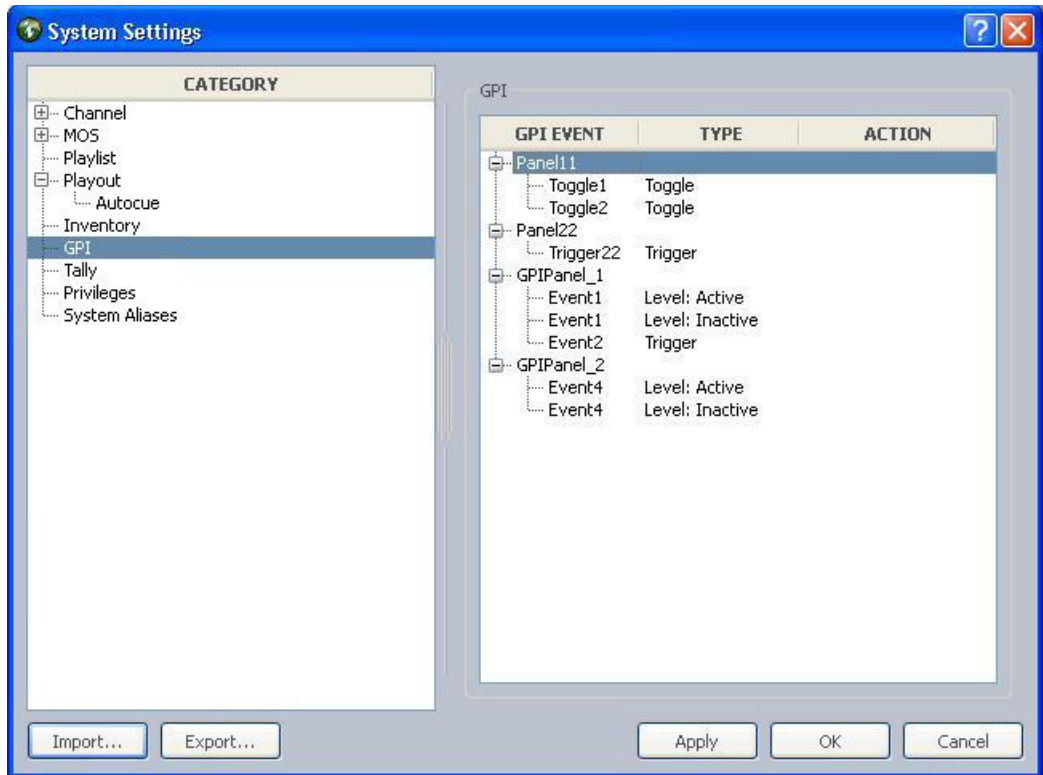 System Settings
CATEGORY
Channel
MOS
Playlist
Playout
Autocue
Inventory
GPI
Tally
Privileges
System Aliases
GPI
GPI EVENT TYPE ACTION
Panel11
Toggle1 Toggle
Toggle2 Toggle
Panel22
Trigger22 Trigger
GPIPanel_1
Event1 Level: Active
Event1 Level: Inactive
Event2 Trigger
GPIPanel_2
Event4 Level: Active
Event4 Level: Inactive
Import... Export... Apply OK Cancel